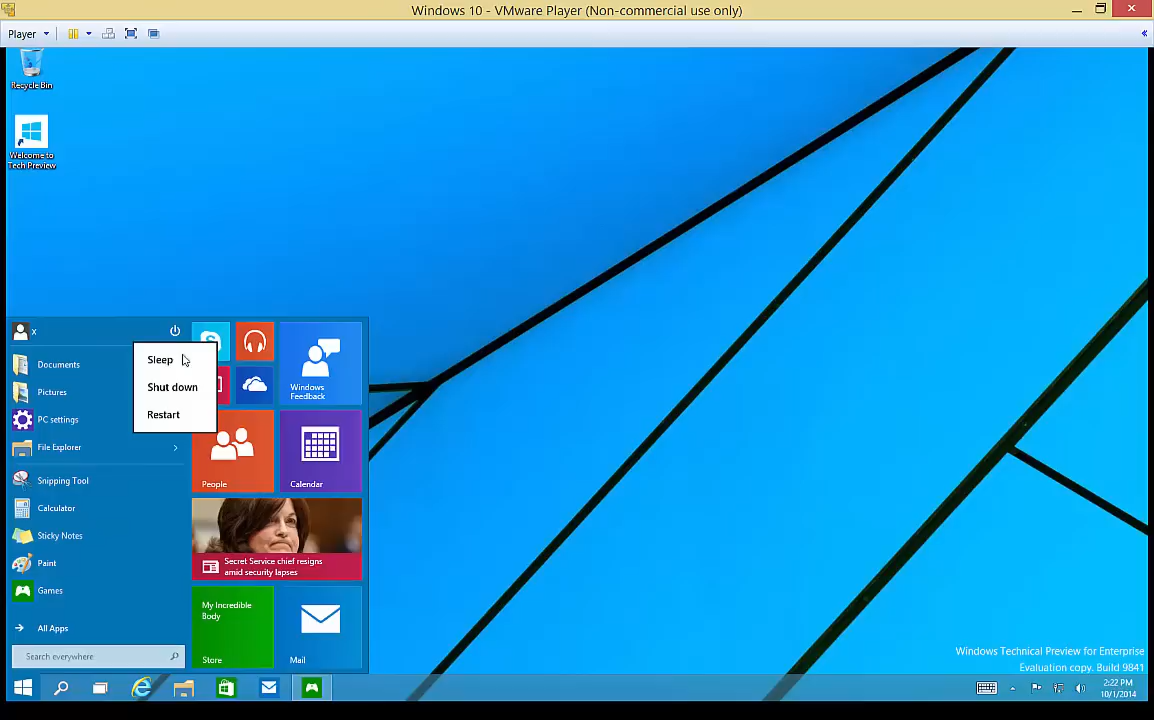 Windows 10 - VMware Player (Non-commercial use only)
Player
Recycle Bin
Welcome to
Tech Preview
x
Sleep
Shut down
Restart
Documents
Pictures
PC settings
File Explorer
Snipping Tool
Calculator
Sticky Notes
Paint
Games
All Apps
Search everywhere
Windows
Feedback
People
Calendar
Secret Service chief resigns
amid security lapses
My Incredible
Body
Store
Mail
Windows Technical Preview for Enterprise
Evaluation copy. Build 9841
2:22 PM
10/1/2014